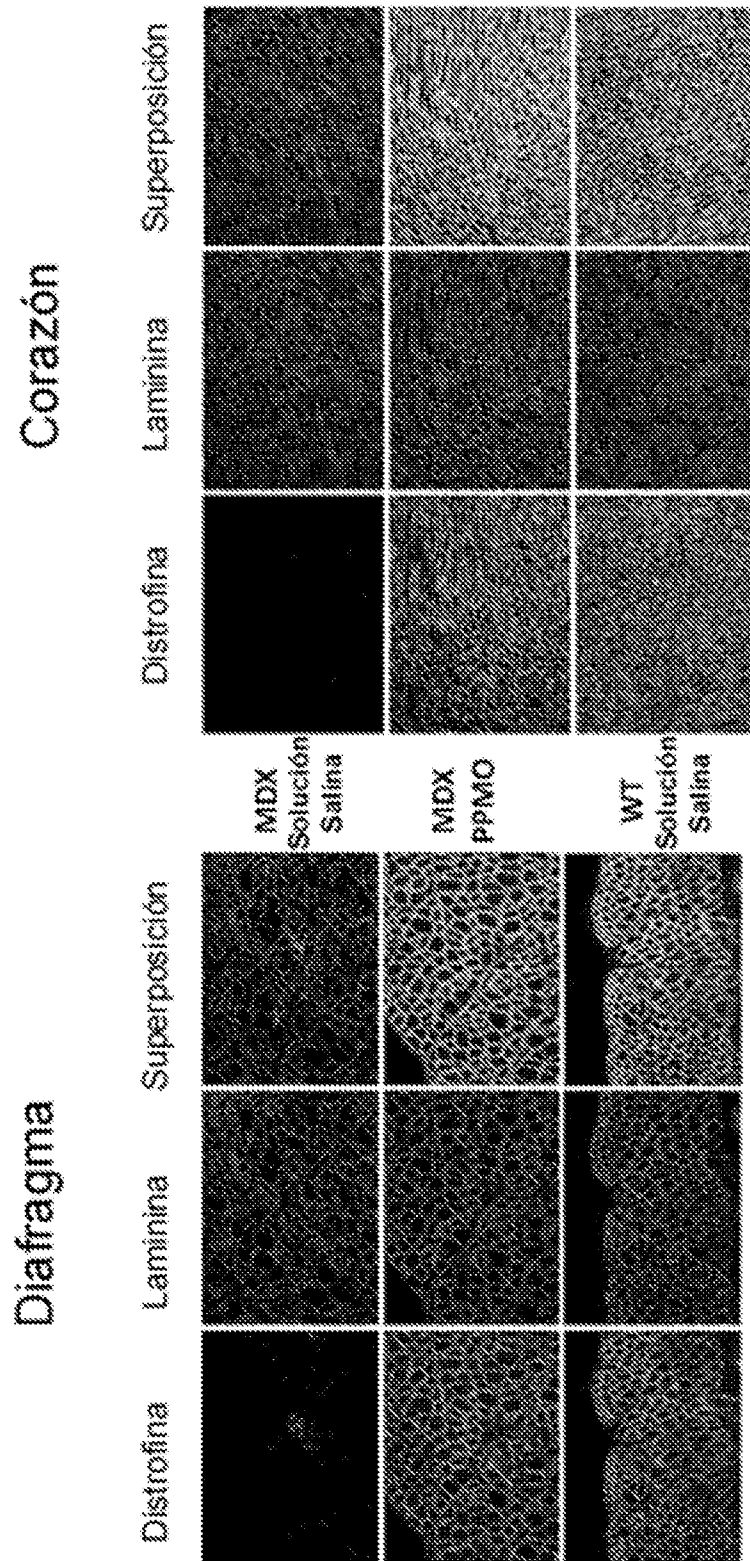 Diafragma
Distrofina
Laminina
Superposición
MDX
Solución
Salina
MDX
PPMO
WT
Solución
Salina
Corazón
Distrofina
Laminina
Superposición